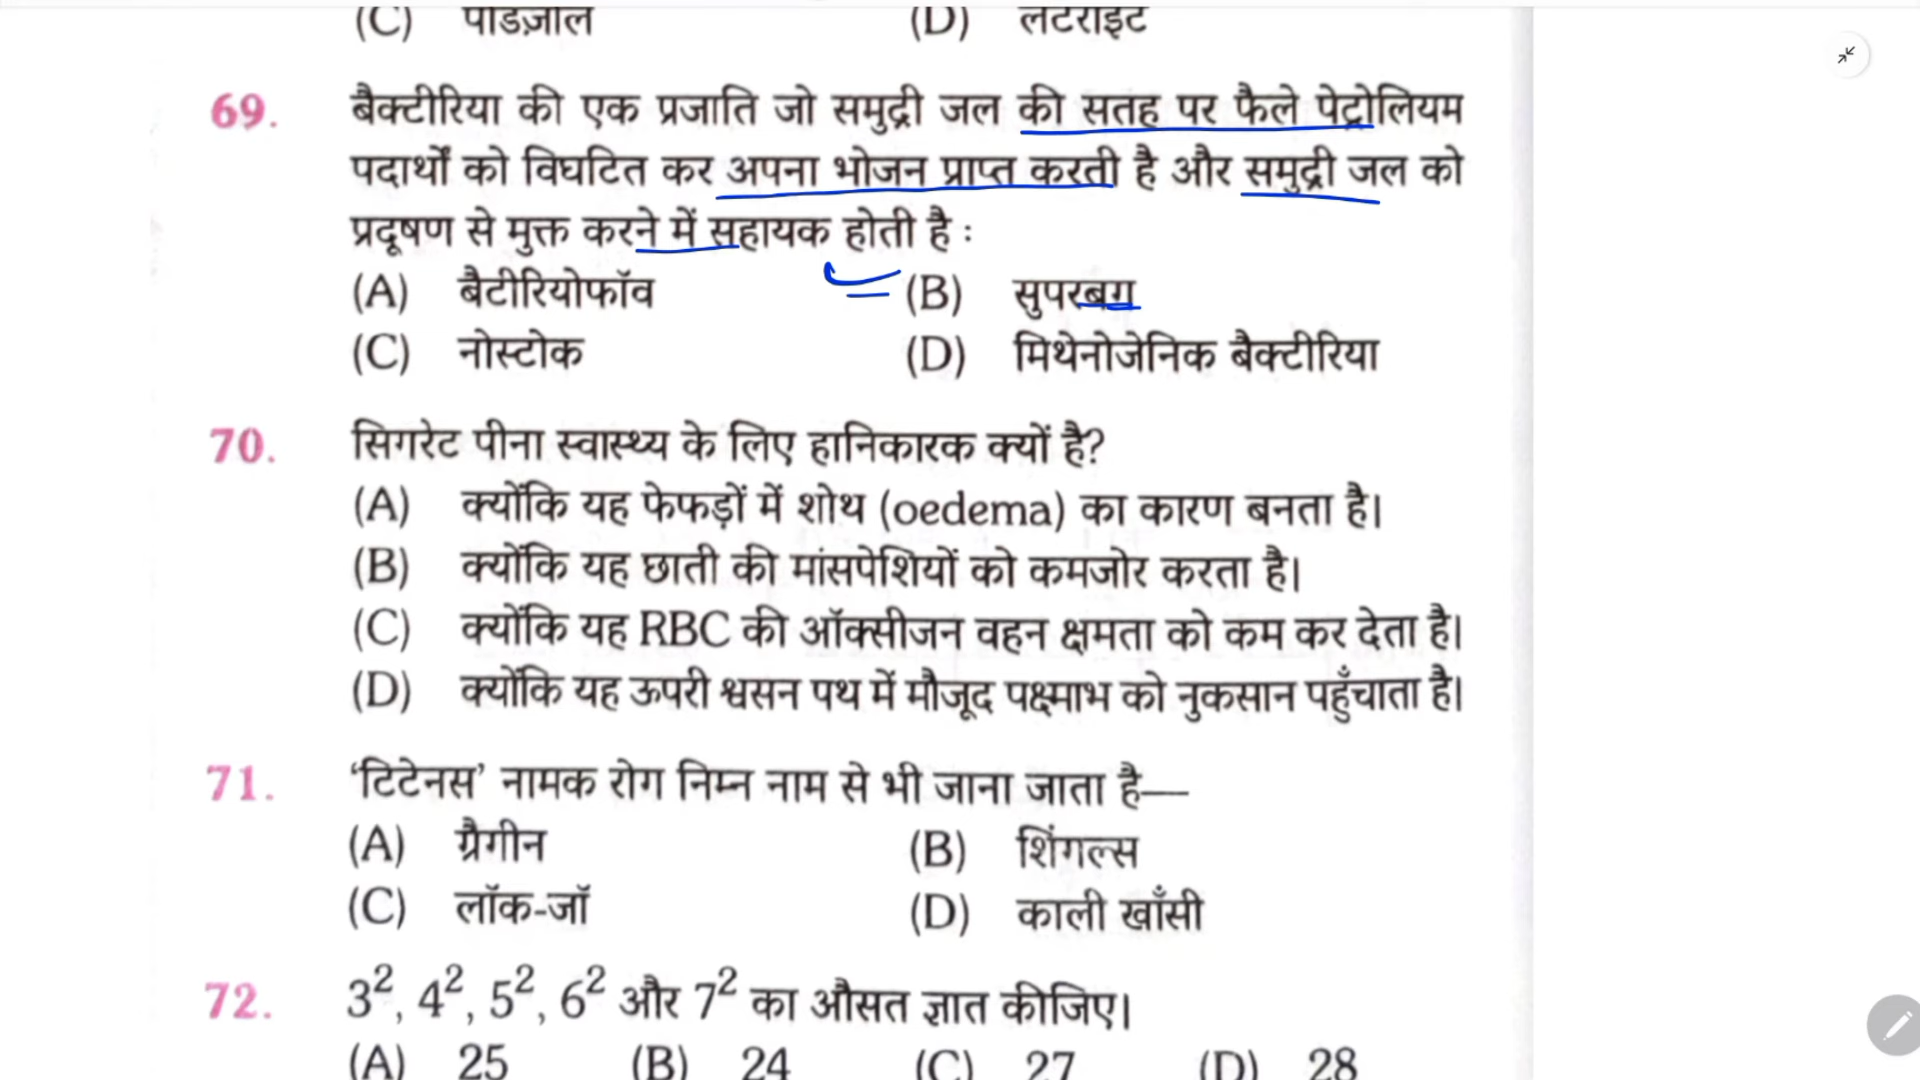 (C) पोडज़ोल (D) लेटेराइट
69. बैक्टीरिया की एक प्रजाति जो समुद्री जल की सतह पर फैले पेट्रोलियम
पदार्थों को विघटित कर अपना भोजन प्राप्त करती है और समुद्री जल को
प्रदूषण से मुक्त करने में सहायक होती है :
(A) बैटीरियोफॉव (B) सुपरबग
(C) नोस्टोक (D) मिथेनोजेनिक बैक्टीरिया
70. सिगरेट पीना स्वास्थ्य के लिए हानिकारक क्यों है?
(A) क्योंकि यह फेफड़ों में शोथ (oedema) का कारण बनता है।
(B) क्योंकि यह छाती की मांसपेशियों को कमजोर करता है।
(C) क्योंकि यह RBC की ऑक्सीजन वहन क्षमता को कम कर देता है।
(D) क्योंकि यह ऊपरी श्वसन पथ में मौजूद पक्ष्माभ को नुकसान पहुँचाता है।
71. ‘टिटेनस’ नामक रोग निम्न नाम से भी जाना जाता है—
(A) ग्रैगीन (B) शिंगल्स
(C) लॉक-जॉ (D) काली खाँसी
72. 3², 4², 5², 6² और 7² का औसत ज्ञात कीजिए।
(A) 25 (B) 24 (C) 27 (D) 28